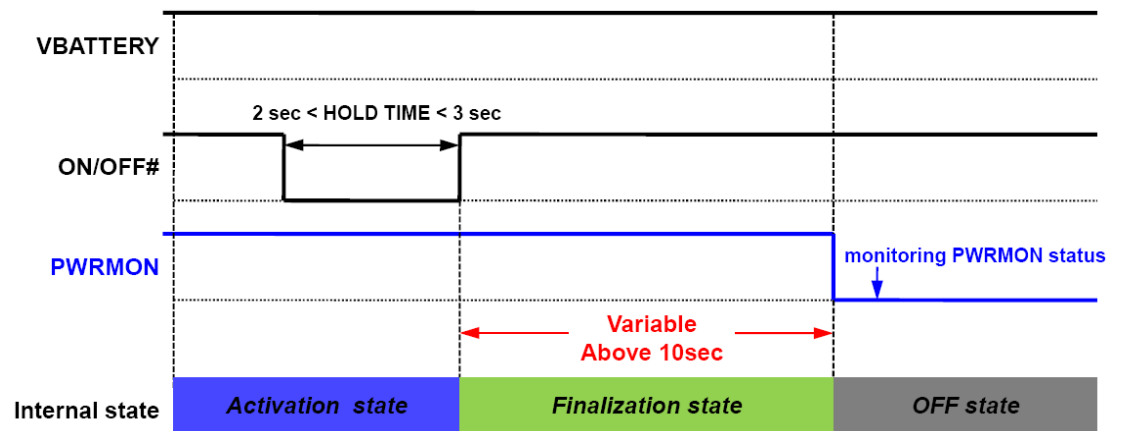 VBATTERY
2 sec < HOLD TIME < 3 sec
ON/OFF#
PWRMON
monitoring PWRMON status
Variable
Above 10sec
Internal state
Activation state
Finalization state
OFF state